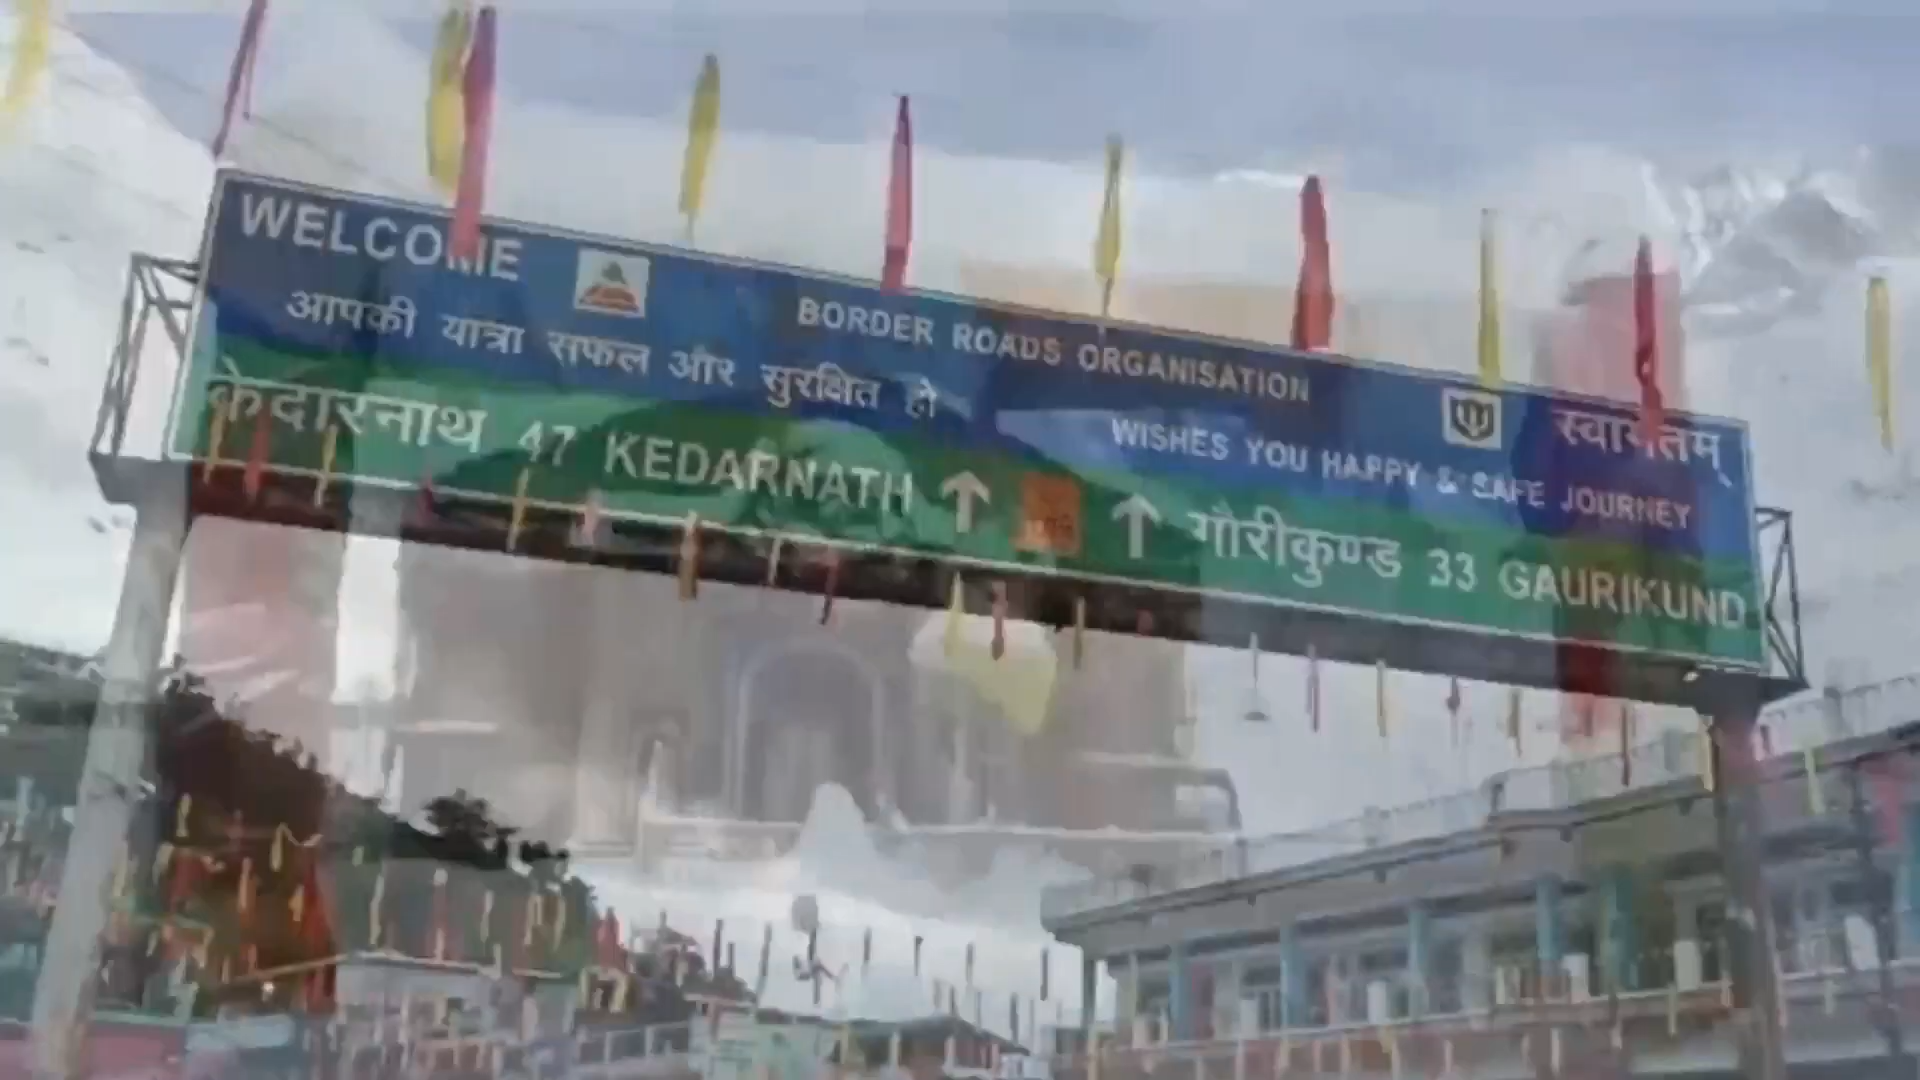 WELCOME
आपकी यात्रा सफल और सुरक्षित हो
BORDER ROADS ORGANISATION
स्वागतम्
WISHES YOU HAPPY & SAFE JOURNEY
केदारनाथ 47 KEDARNATH
गौरीकुण्ड 33 GAURIKUND